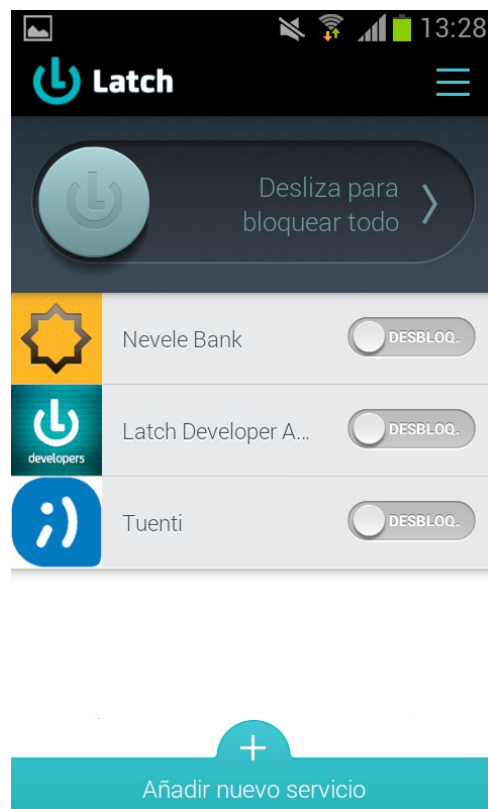 13:28
Latch
Desliza para
bloquear todo
Nevele Bank
DESBLOQ.
developers
Latch Developer A...
DESBLOQ.
Tuenti
DESBLOQ.
+
Añadir nuevo servicio